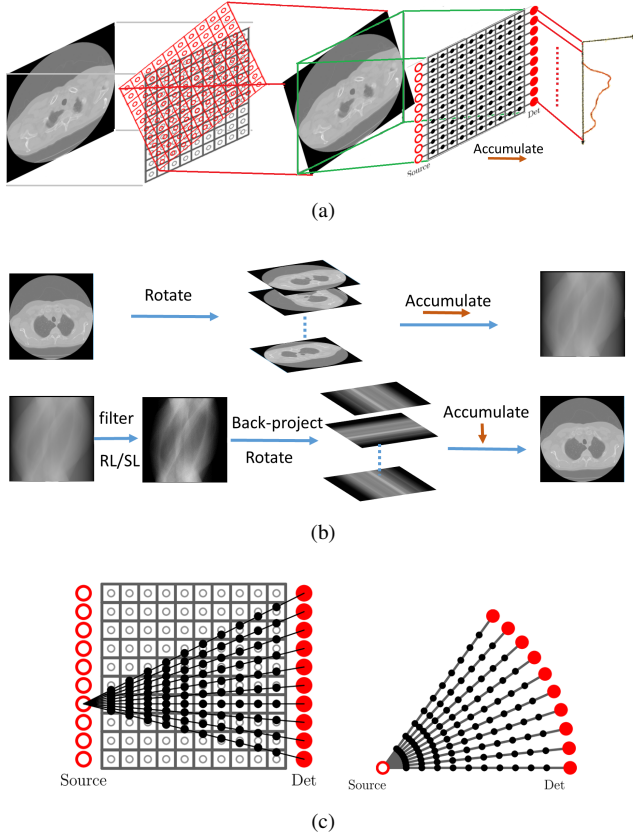 Source
Det
Accumulate
(a)
Rotate
Accumulate
filter
RL/SL
Back-project
Rotate
Accumulate
(b)
Source
Det
Source
Det
(c)